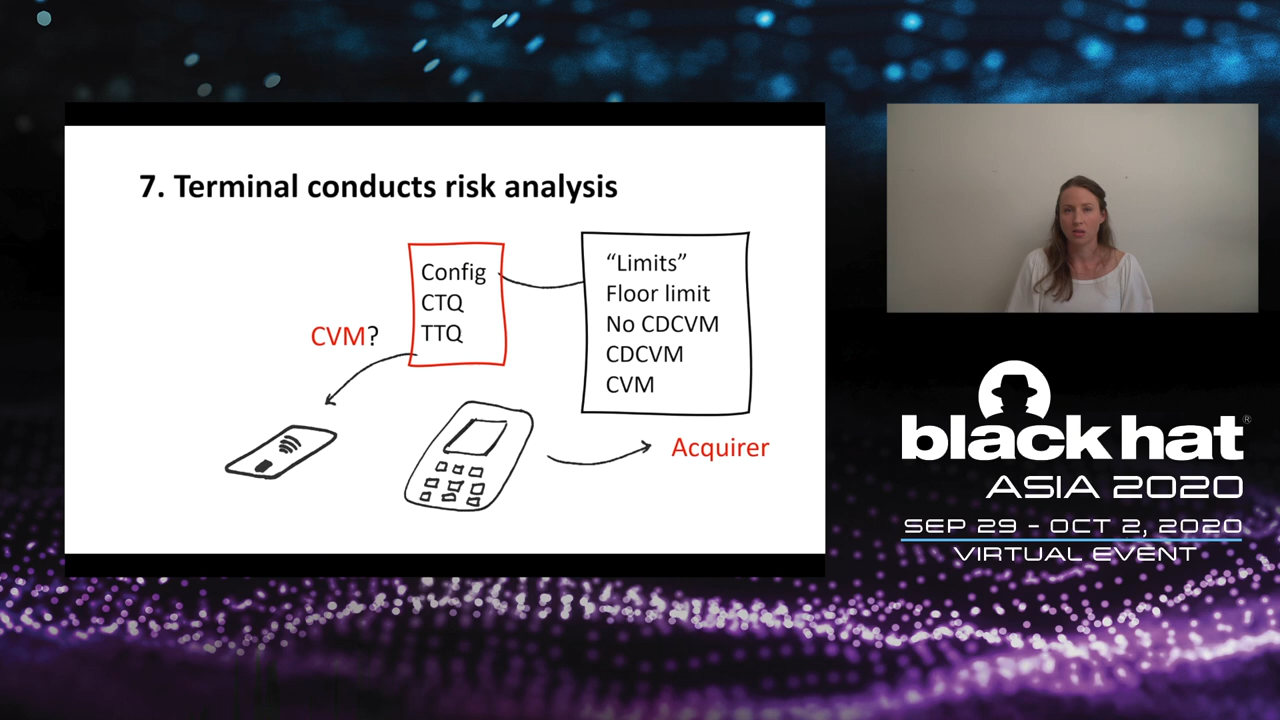 7. Terminal conducts risk analysis
Config
CTQ
TTQ
CVM?
“Limits”
Floor limit
No CDCVM
CDCVM
CVM
Acquirer
black hat®
ASIA 2020
SEP 29 - OCT 2, 2020
VIRTUAL EVENT